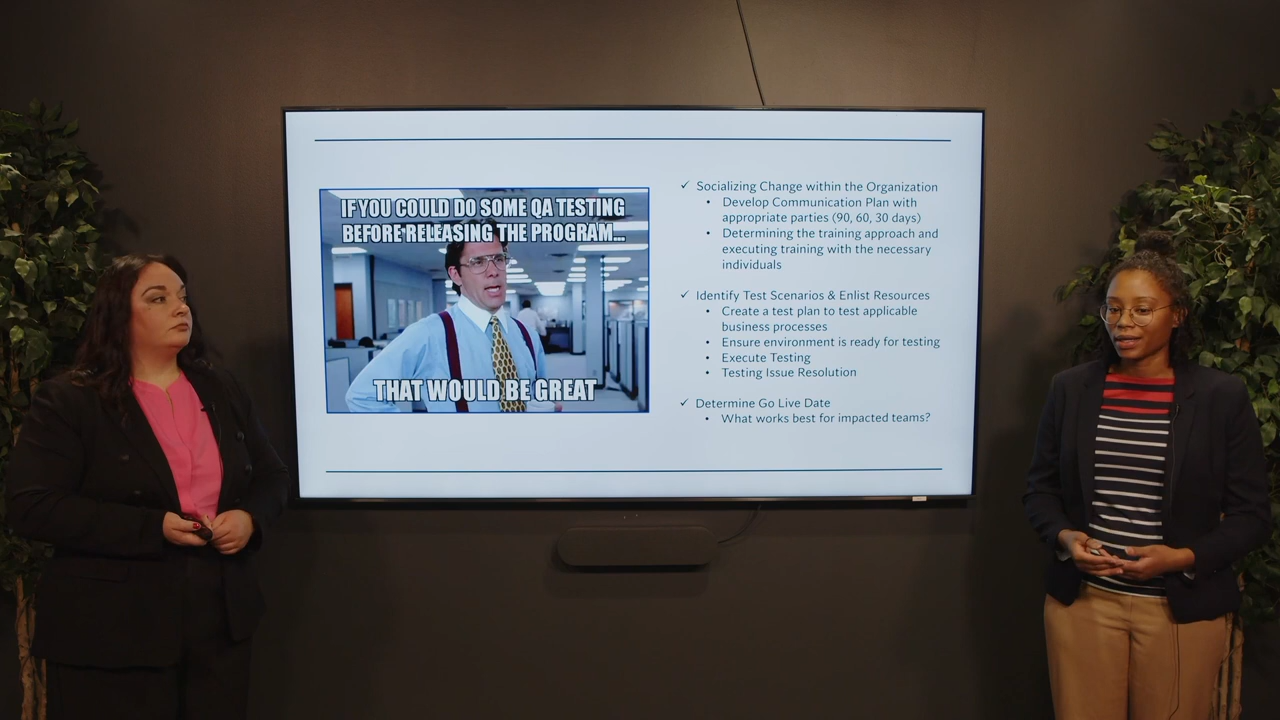 IF YOU COULD DO SOME QA TESTING
BEFORE RELEASING THE PROGRAM...
THAT WOULD BE GREAT
✓ Socializing Change within the Organization
• Develop Communication Plan with
appropriate parties (90, 60, 30 days)
• Determining the training approach and
executing training with the necessary
individuals
✓ Identify Test Scenarios & Enlist Resources
• Create a test plan to test applicable
business processes
• Ensure environment is ready for testing
• Execute Testing
• Testing Issue Resolution
✓ Determine Go Live Date
• What works best for impacted teams?